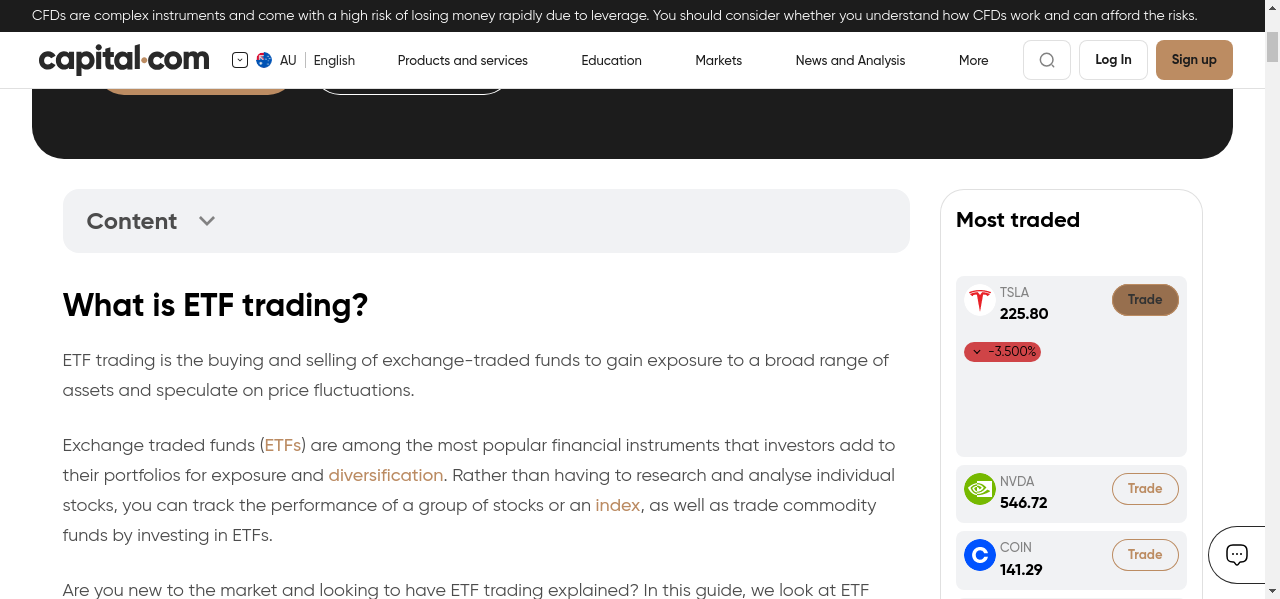 CFDs are complex instruments and come with a high risk of losing money rapidly due to leverage. You should consider whether you understand how CFDs work and can afford the risks.
capital.com
AU English Products and services Education Markets News and Analysis More Log In Sign up
Content
Most traded
What is ETF trading?
ETF trading is the buying and selling of exchange-traded funds to gain exposure to a broad range of
assets and speculate on price fluctuations.
Exchange traded funds (ETFs) are among the most popular financial instruments that investors add to
their portfolios for exposure and diversification. Rather than having to research and analyse individual
stocks, you can track the performance of a group of stocks or an index, as well as trade commodity
funds by investing in ETFs.
Are you new to the market and looking to have ETF trading explained? In this guide, we look at ETF
TSLA
225.80
Trade
-3.500%
NVDA
546.72
Trade
COIN
141.29
Trade